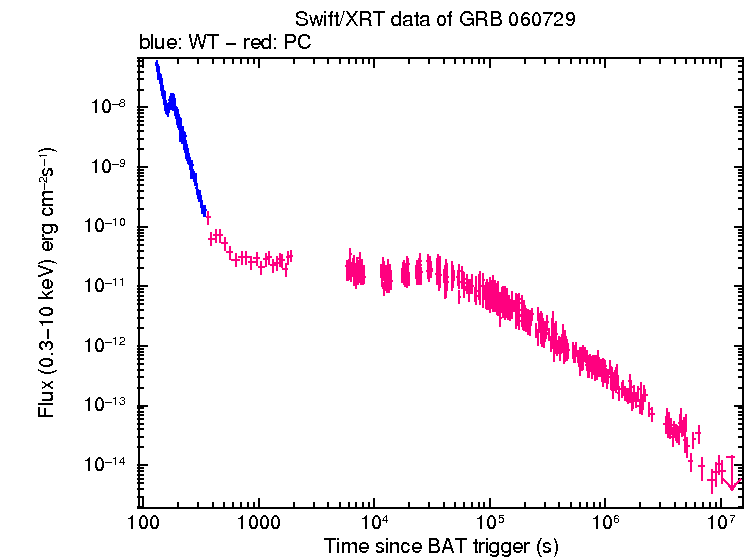 Swift/XRT data of GRB 060729
blue: WT − red: PC
10⁻⁸
10⁻⁹
10⁻¹⁰
10⁻¹¹
10⁻¹²
10⁻¹³
10⁻¹⁴
Flux (0.3−10 keV) erg cm⁻²s⁻¹)
100 1000 10⁴ 10⁵ 10⁶ 10⁷
Time since BAT trigger (s)